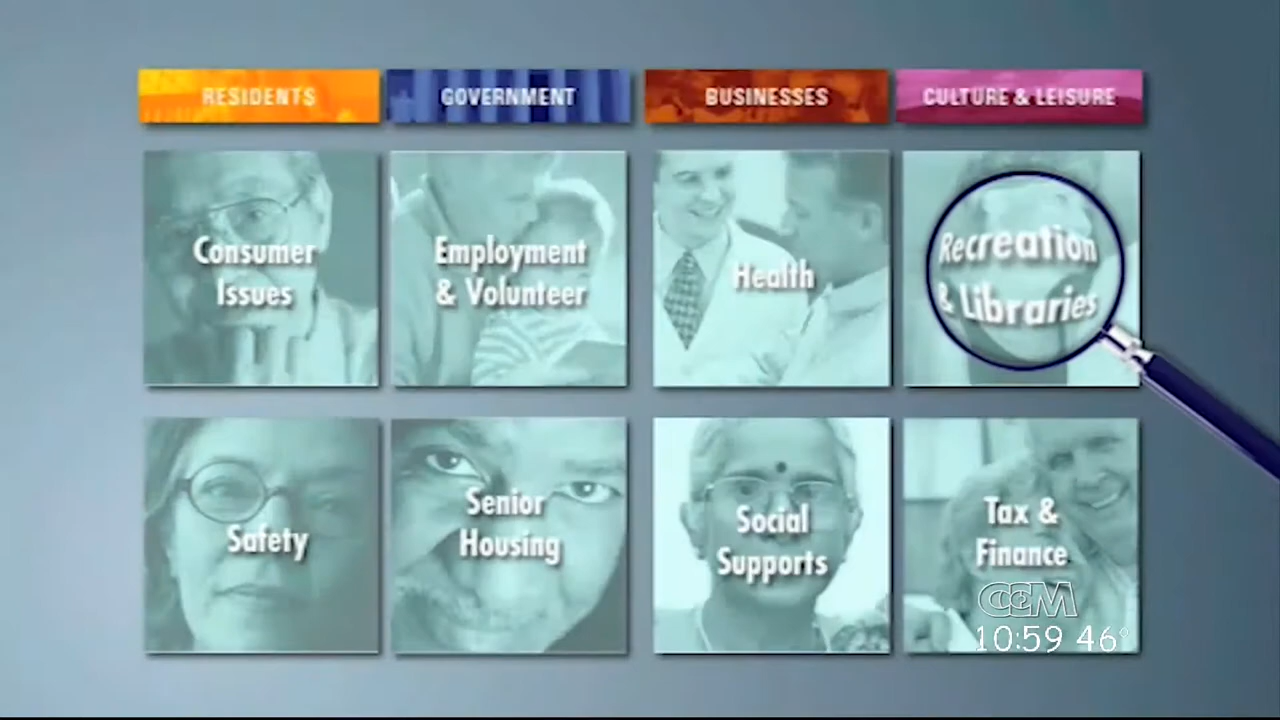 RESIDENTS
GOVERNMENT
BUSINESSES
CULTURE & LEISURE
Consumer
Issues
Employment
& Volunteer
Health
Recreation
& Libraries
Safety
Senior
Housing
Social
Supports
Tax &
Finance
CCM
10:59 46°